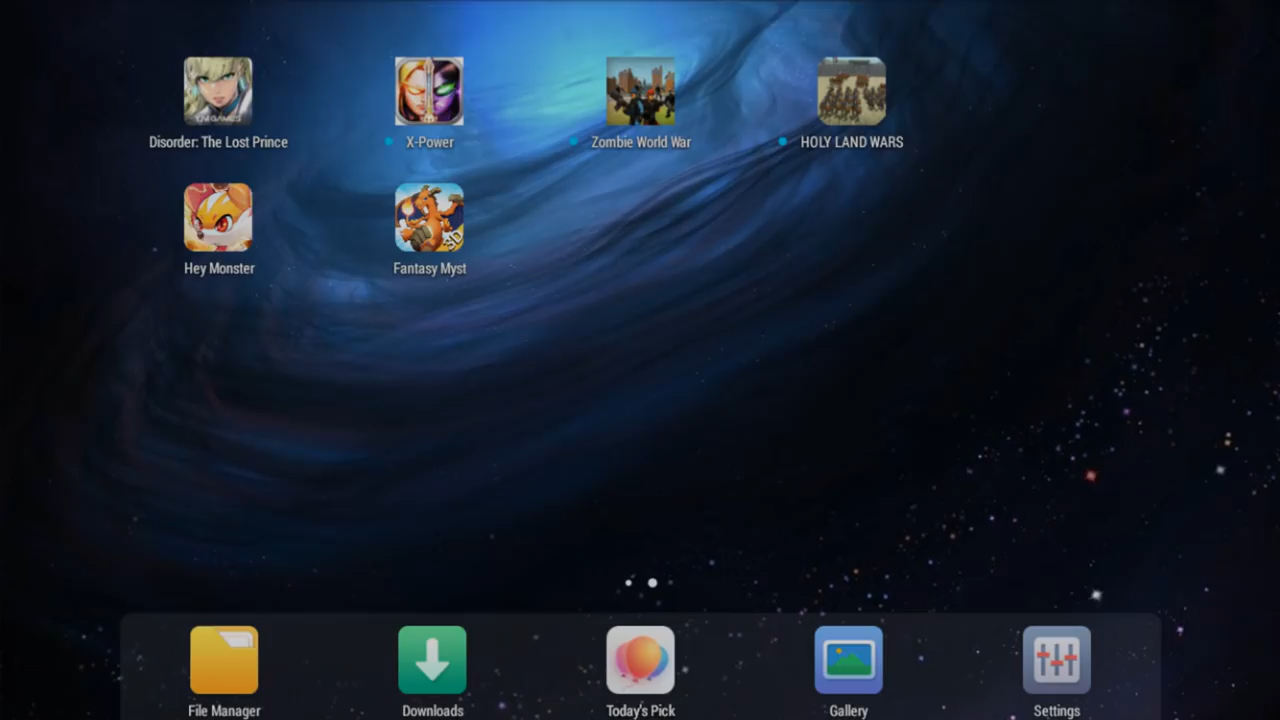 Disorder: The Lost Prince
X-Power
Zombie World War
HOLY LAND WARS
Hey Monster
3D
Fantasy Myst
File Manager
Downloads
Today's Pick
Gallery
Settings